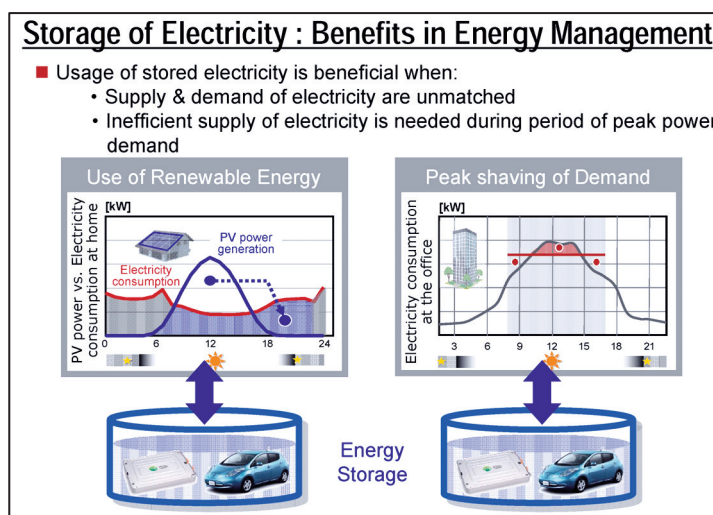 Storage of Electricity : Benefits in Energy Management
Usage of stored electricity is beneficial when:
• Supply & demand of electricity are unmatched
• Inefficient supply of electricity is needed during period of peak power
demand
Use of Renewable Energy
PV power vs. Electricity
consumption at home
[kW]
PV power
generation
Electricity
consumption
0 6 12 18 24
Peak shaving of Demand
Electricity consumption
at the office
[kW]
3 6 9 12 15 18 21
Energy
Storage